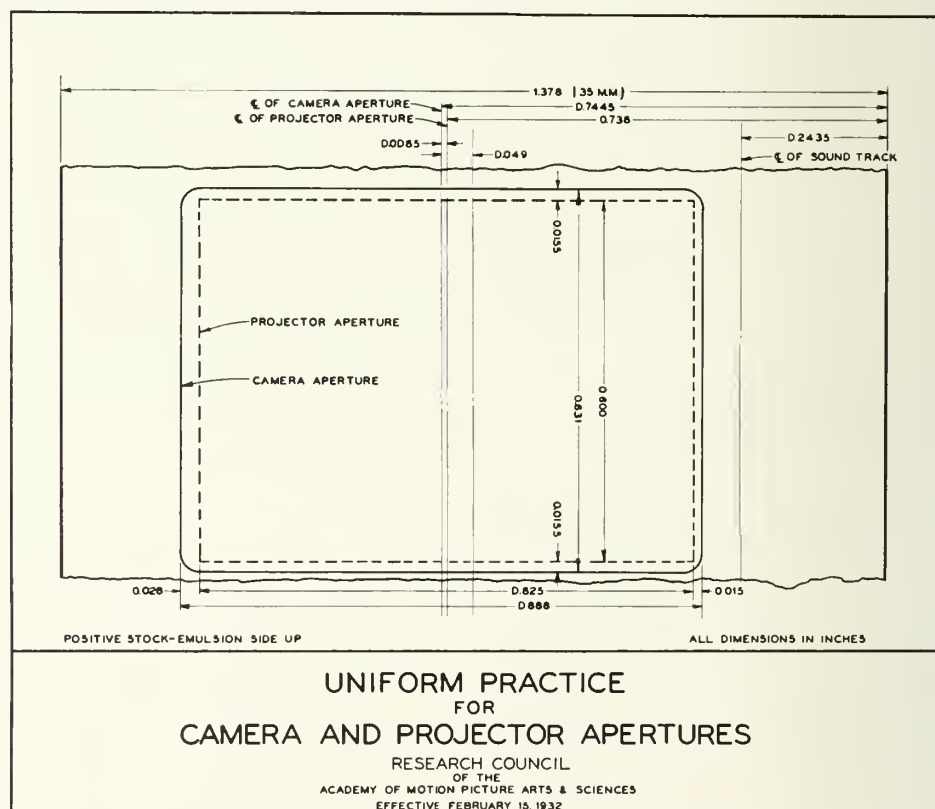 1.378 (35 M.M.)
℄ OF CAMERA APERTURE
0.7445
℄ OF PROJECTOR APERTURE
0.738
0.0085
0.049
0.2435
℄ OF SOUND TRACK
0.0155
PROJECTOR APERTURE
CAMERA APERTURE
0.631
0.600
0.0155
0.028
0.825
0.015
0.868
POSITIVE STOCK-EMULSION SIDE UP
ALL DIMENSIONS IN INCHES
UNIFORM PRACTICE
FOR
CAMERA AND PROJECTOR APERTURES
RESEARCH COUNCIL
OF THE
ACADEMY OF MOTION PICTURE ARTS & SCIENCES
EFFECTIVE FEBRUARY 15, 1932